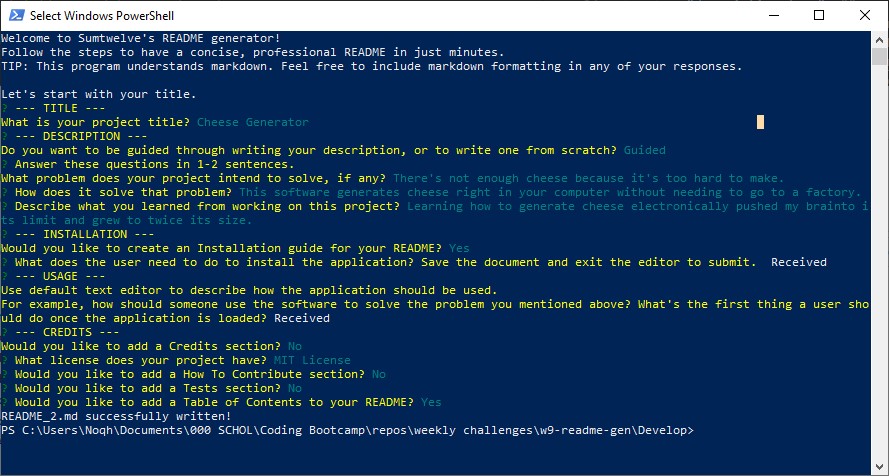 Select Windows PowerShell
Welcome to Sumtwelve's README generator!
Follow the steps to have a concise, professional README in just minutes.
TIP: This program understands markdown. Feel free to include markdown formatting in any of your responses.
Let's start with your title.
? --- TITLE ---
What is your project title? Cheese Generator
? --- DESCRIPTION ---
Do you want to be guided through writing your description, or to write one from scratch? Guided
? Answer these questions in 1-2 sentences.
What problem does your project intend to solve, if any? There's not enough cheese because it's too hard to make.
? How does it solve that problem? This software generates cheese right in your computer without needing to go to a factory.
? Describe what you learned from working on this project? Learning how to generate cheese electronically pushed my brainto i
ts limit and grew to twice its size.
? --- INSTALLATION ---
Would you like to create an Installation guide for your README? Yes
? What does the user need to do to install the application? Save the document and exit the editor to submit.  Received
? --- USAGE ---
Use default text editor to describe how the application should be used.
For example, how should someone use the software to solve the problem you mentioned above? What's the first thing a user sho
uld do once the application is loaded? Received
? --- CREDITS ---
Would you like to add a Credits section? No
? What license does your project have? MIT License
? Would you like to add a How To Contribute section? No
? Would you like to add a Tests section? No
? Would you like to add a Table of Contents to your README? Yes
README_2.md successfully written!
PS C:\Users\Noqh\Documents\000 SCHOL\Coding Bootcamp\repos\weekly challenges\w9-readme-gen\Develop>